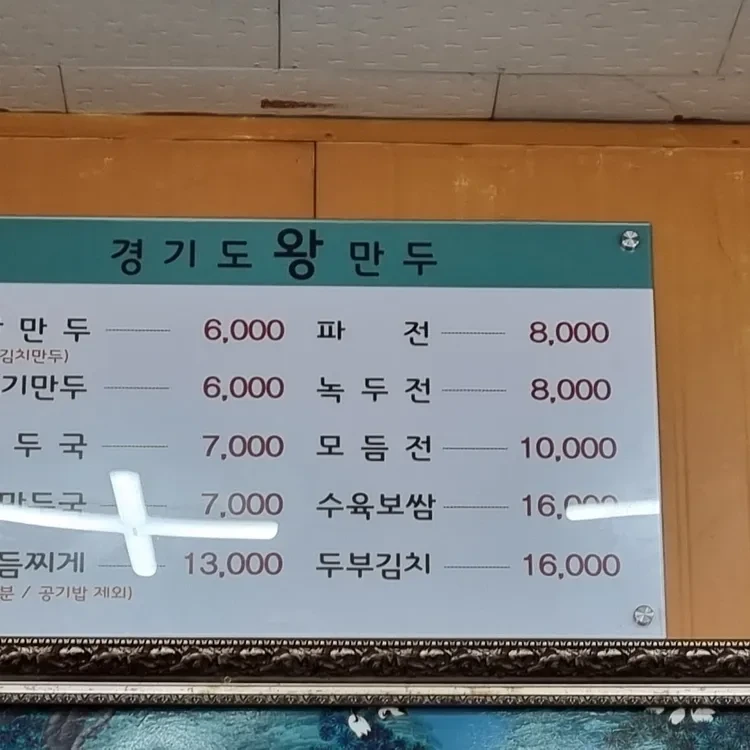 경기도 왕만두
만두 6,000 파 전 8,000
김치만두)
기만두 6,000 녹두전 8,000
두국 7,000 모듬전 10,000
만두국 7,000 수육보쌈 16,000
듬찌게 13,000 두부김치 16,000
분 / 공기밥 제외)